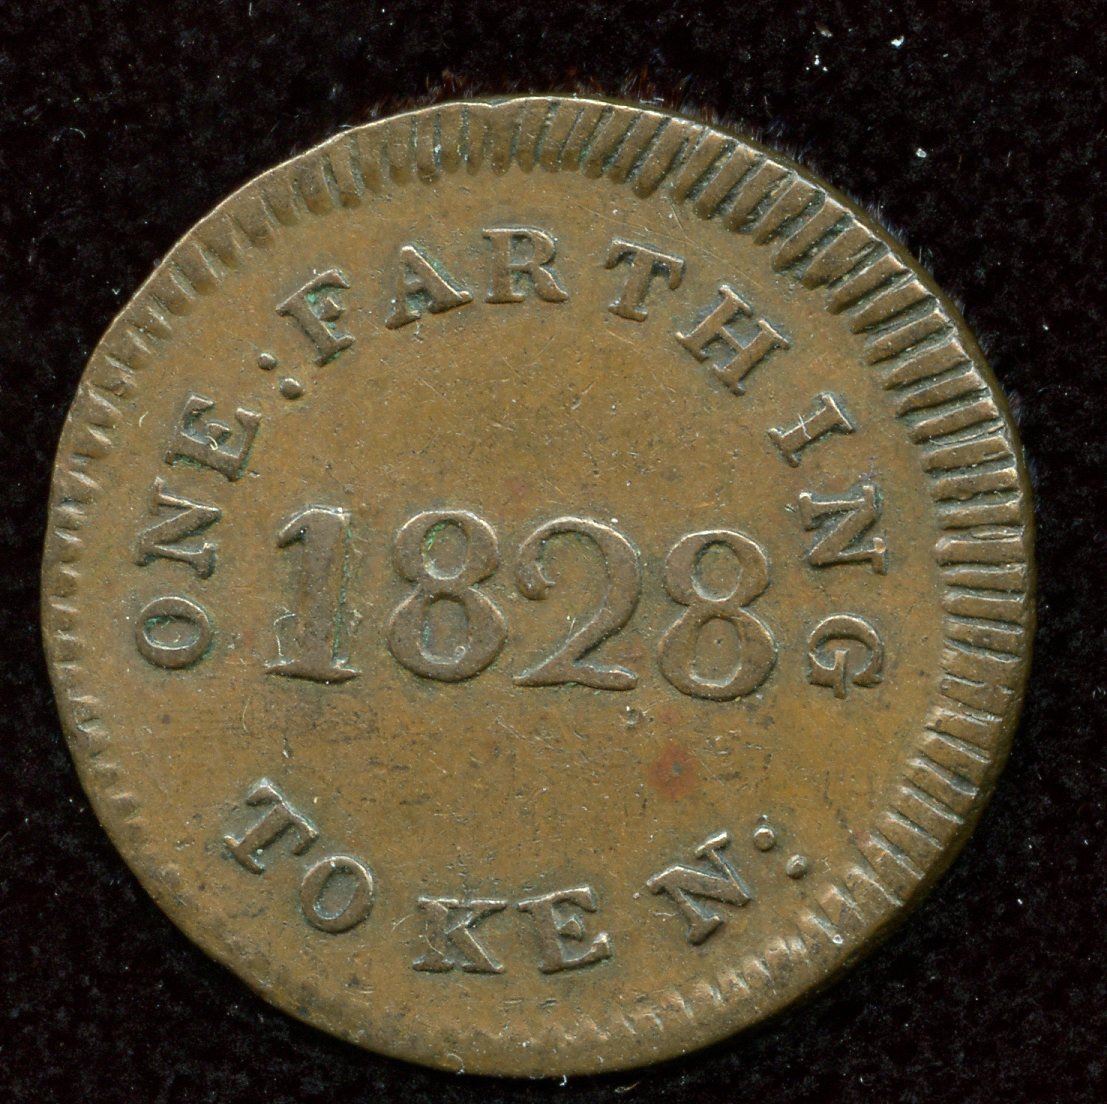 ONE : FARTHING
1828
TOKEN :